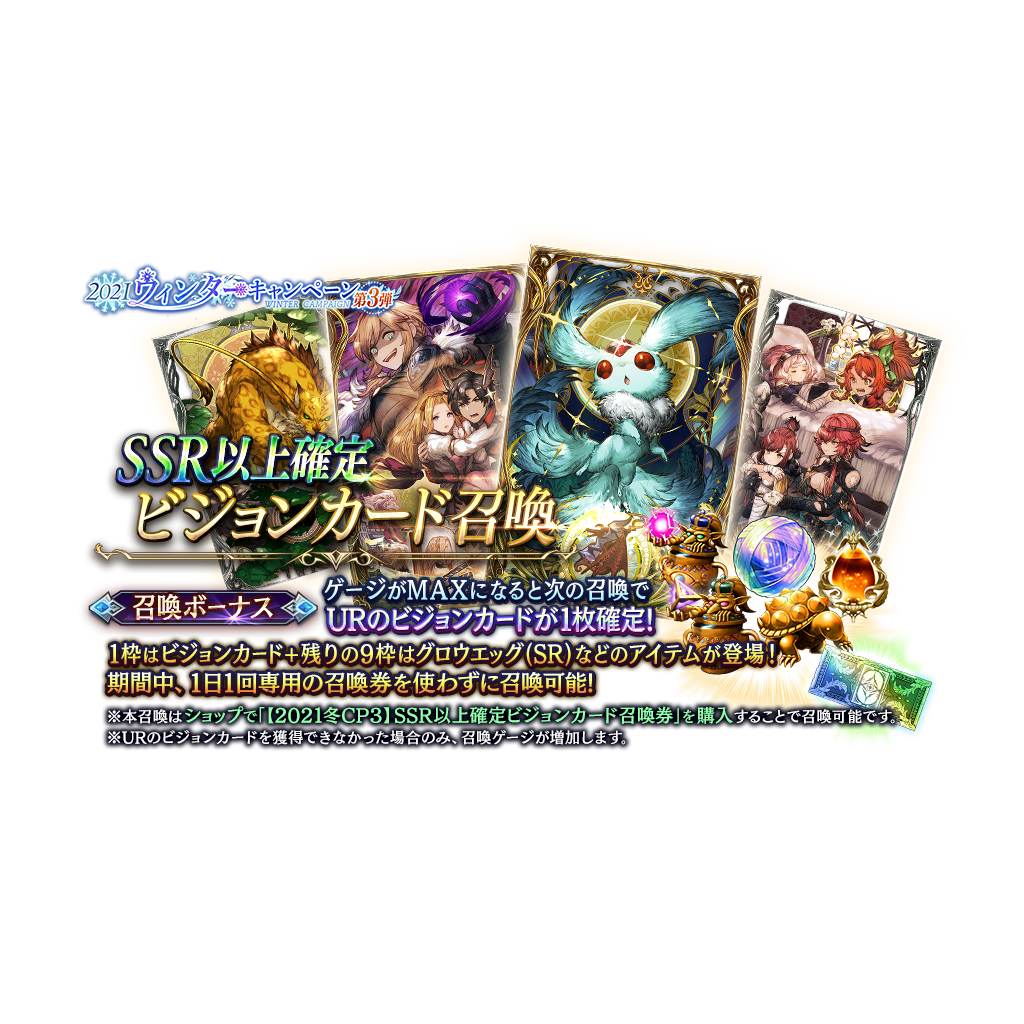 2021ウィンターキャンペーン
WINTER CAMPAIGN 第3弾
SSR以上確定
ビジョンカード召喚
召喚ボーナス
ゲージがMAXになると次の召喚で
URのビジョンカードが1枚確定!
1枠はビジョンカード+残りの9枠はグロウエッグ(SR)などのアイテムが登場!
期間中、1日1回専用の召喚券を使わずに召喚可能!
※本召喚はショップで「【2021冬CP3】SSR以上確定ビジョンカード召喚券」を購入することで召喚可能です。
※URのビジョンカードを獲得できなかった場合のみ、召喚ゲージが増加します。